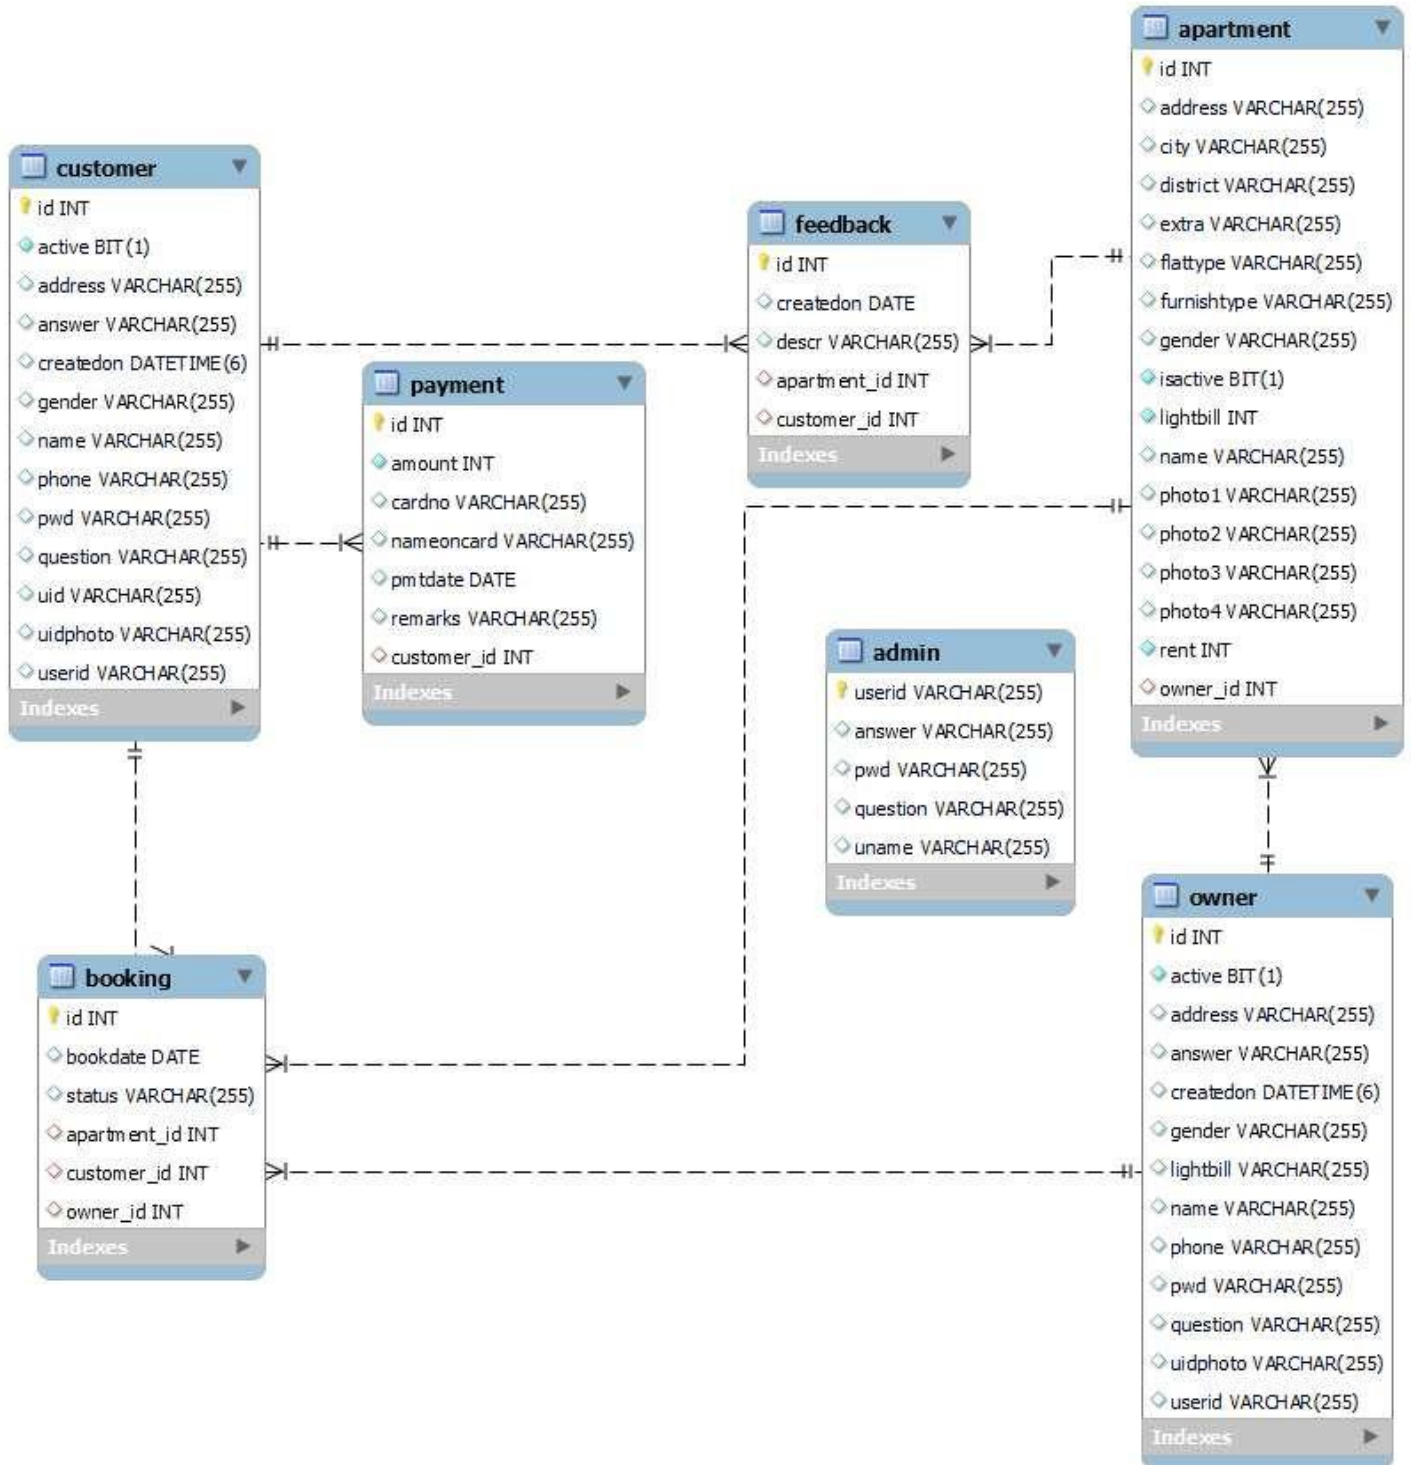 customer
id INT
active BIT(1)
address VARCHAR(255)
answer VARCHAR(255)
createdon DATETIME(6)
gender VARCHAR(255)
name VARCHAR(255)
phone VARCHAR(255)
pwd VARCHAR(255)
question VARCHAR(255)
uid VARCHAR(255)
uidphoto VARCHAR(255)
userid VARCHAR(255)
Indexes
payment
id INT
amount INT
cardno VARCHAR(255)
nameoncard VARCHAR(255)
pmtdate DATE
remarks VARCHAR(255)
customer_id INT
Indexes
feedback
id INT
createdon DATE
descr VARCHAR(255)
apartment_id INT
customer_id INT
Indexes
apartment
id INT
address VARCHAR(255)
city VARCHAR(255)
district VARCHAR(255)
extra VARCHAR(255)
flattype VARCHAR(255)
furnishtype VARCHAR(255)
gender VARCHAR(255)
isactive BIT(1)
lightbill INT
name VARCHAR(255)
photo1 VARCHAR(255)
photo2 VARCHAR(255)
photo3 VARCHAR(255)
photo4 VARCHAR(255)
rent INT
owner_id INT
Indexes
admin
userid VARCHAR(255)
answer VARCHAR(255)
pwd VARCHAR(255)
question VARCHAR(255)
uname VARCHAR(255)
Indexes
booking
id INT
bookdate DATE
status VARCHAR(255)
apartment_id INT
customer_id INT
owner_id INT
Indexes
owner
id INT
active BIT(1)
address VARCHAR(255)
answer VARCHAR(255)
createdon DATETIME(6)
gender VARCHAR(255)
lightbill VARCHAR(255)
name VARCHAR(255)
phone VARCHAR(255)
pwd VARCHAR(255)
question VARCHAR(255)
uidphoto VARCHAR(255)
userid VARCHAR(255)
Indexes